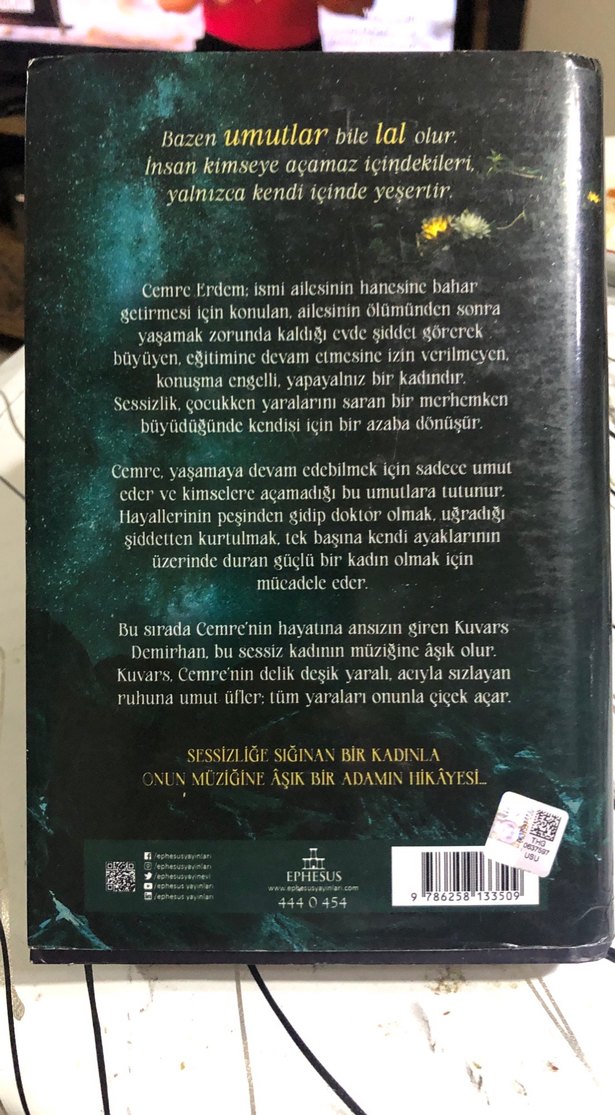 Bazen umutlar bile lal olur.
İnsan kimseye açamaz içindekileri,
yalnızca kendi içinde yeşertir.
Cemre Erdem; ismi ailesinin hanesine bahar
getirmesi için konulan, ailesinin ölümünden sonra
yaşamak zorunda kaldığı evde şiddet görerek
büyüyen, eğitimine devam etmesine izin verilmeyen,
konuşma engelli, yapayalnız bir kadındır.
Sessizlik, çocukken yaralarını saran bir merhemken
büyüdüğünde kendisi için bir azaba dönüşür.
Cemre, yaşamaya devam edebilmek için sadece umut
eder ve kimselere açamadığı bu umutlara tutunur.
Hayallerinin peşinden gidip doktor olmak, uğradığı
şiddetten kurtulmak, tek başına kendi ayaklarının
üzerinde duran güçlü bir kadın olmak için
mücadele eder.
Bu sırada Cemre'nin hayatına ansızın giren Kuvars
Demirhan, bu sessiz kadının müziğine âşık olur.
Kuvars, Cemre'nin delik deşik yaralı, acıyla sızlayan
ruhuna umut üfler; tüm yaraları onunla çiçek açar.
SESSİZLİĞE SIĞINAN BİR KADINLA
ONUN MÜZİĞİNE ÂŞIK BİR ADAMIN HİKÂYESİ...
/ephesusyayınları
/ephesusyayinlari
/ephesusyayinevi
/ephesusyayınları
/ephesus yayınları
EPHESUS
www.ephesusyayinlari.com
444 0 454
THG
0637597
USU
9 786258 133509